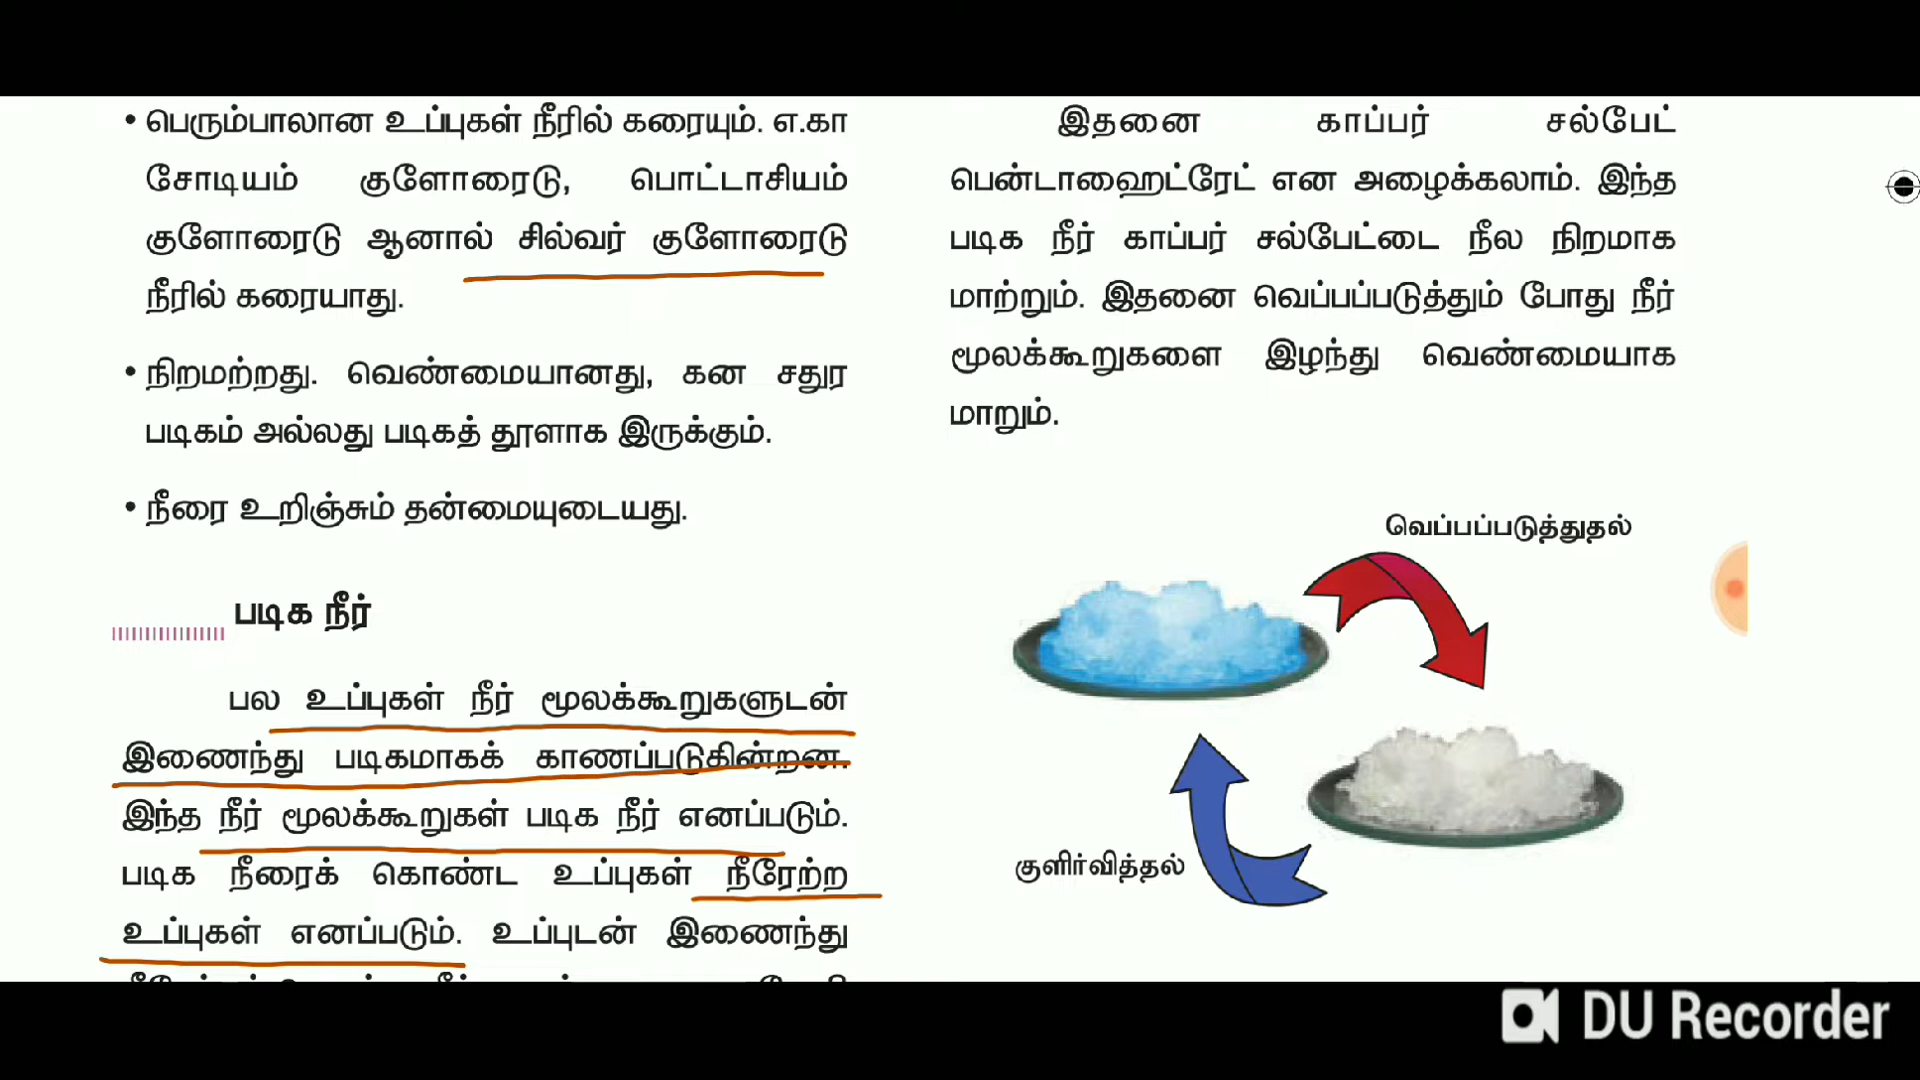 • பெரும்பாலான உப்புகள் நீரில் கரையும். எ.கா
சோடியம் குளோரைடு, பொட்டாசியம்
குளோரைடு ஆனால் சில்வர் குளோரைடு
நீரில் கரையாது.
• நிறமற்றது. வெண்மையானது, கன சதுர
படிகம் அல்லது படிகத் தூளாக இருக்கும்.
• நீரை உறிஞ்சும் தன்மையுடையது.
படிக நீர்
பல உப்புகள் நீர் மூலக்கூறுகளுடன்
இணைந்து படிகமாகக் காணப்படுகின்றன.
இந்த நீர் மூலக்கூறுகள் படிக நீர் எனப்படும்.
படிக நீரைக் கொண்ட உப்புகள் நீரேற்ற
உப்புகள் எனப்படும். உப்புடன் இணைந்து
இதனை காப்பர் சல்பேட்
பென்டாஹைட்ரேட் என அழைக்கலாம். இந்த
படிக நீர் காப்பர் சல்பேட்டை நீல நிறமாக
மாற்றும். இதனை வெப்பப்படுத்தும் போது நீர்
மூலக்கூறுகளை இழந்து வெண்மையாக
மாறும்.
வெப்பப்படுத்துதல்
குளிர்வித்தல்
DU Recorder